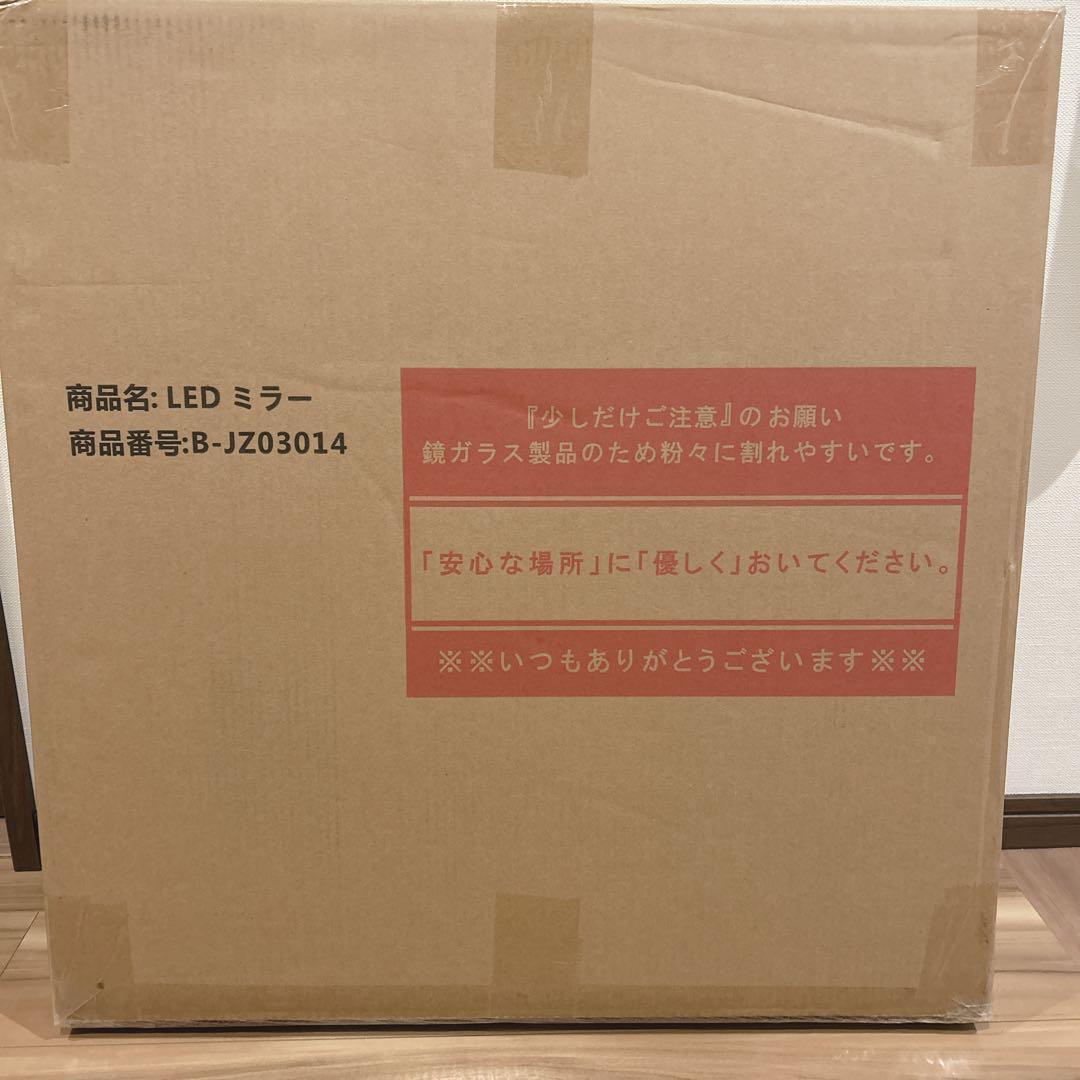 商品名: LED ミラー
商品番号:B-JZ03014
『少しだけご注意』のお願い
鏡ガラス製品のため粉々に割れやすいです。
「安心な場所」に「優しく」おいてください。
※※いつもありがとうございます※※